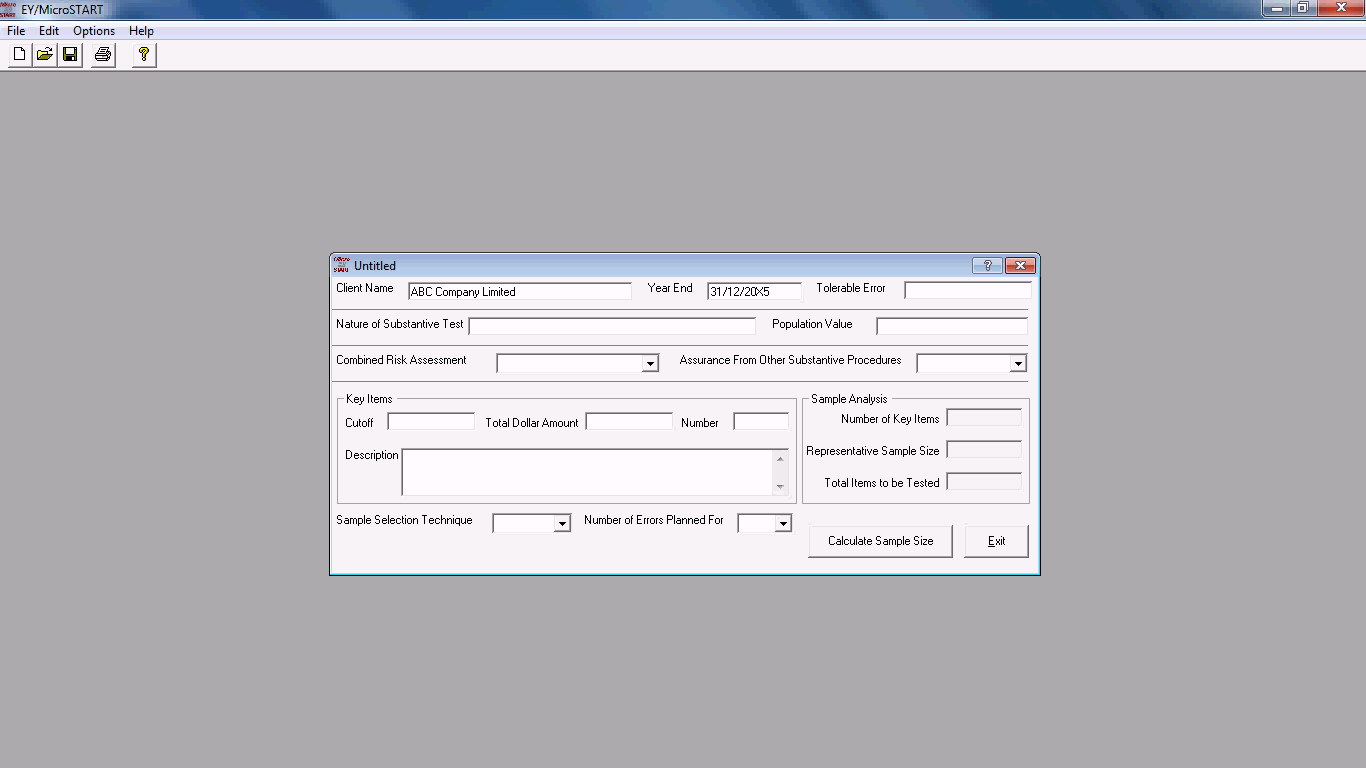 EY/MicroSTART
File Edit Options Help
Untitled
Client Name ABC Company Limited Year End 31/12/20X5 Tolerable Error
Nature of Substantive Test Population Value
Combined Risk Assessment Assurance From Other Substantive Procedures
Key Items Sample Analysis
Cutoff Total Dollar Amount Number Number of Key Items
Description Representative Sample Size
Total Items to be Tested
Sample Selection Technique Number of Errors Planned For
Calculate Sample Size Exit